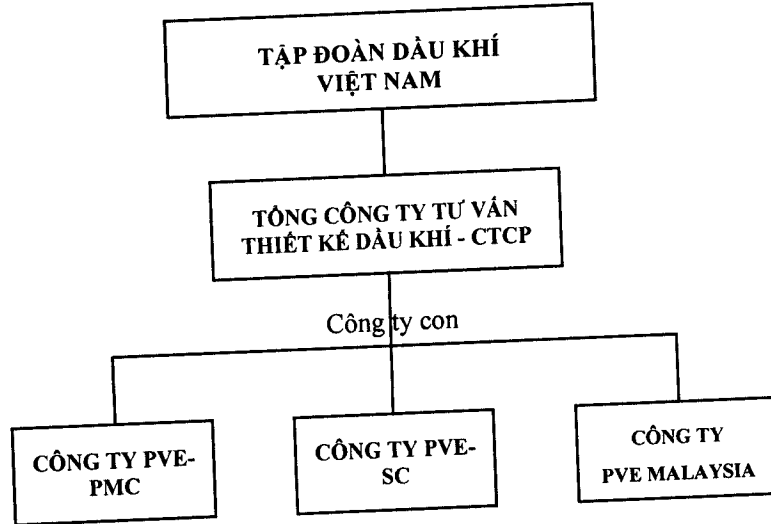 TẬP ĐOÀN DẦU KHÍ
VIỆT NAM
TỔNG CÔNG TY TƯ VẤN
THIẾT KẾ DẦU KHÍ - CTCP
Công ty con
CÔNG TY PVE-
PMC
CÔNG TY PVE-
SC
CÔNG TY
PVE MALAYSIA